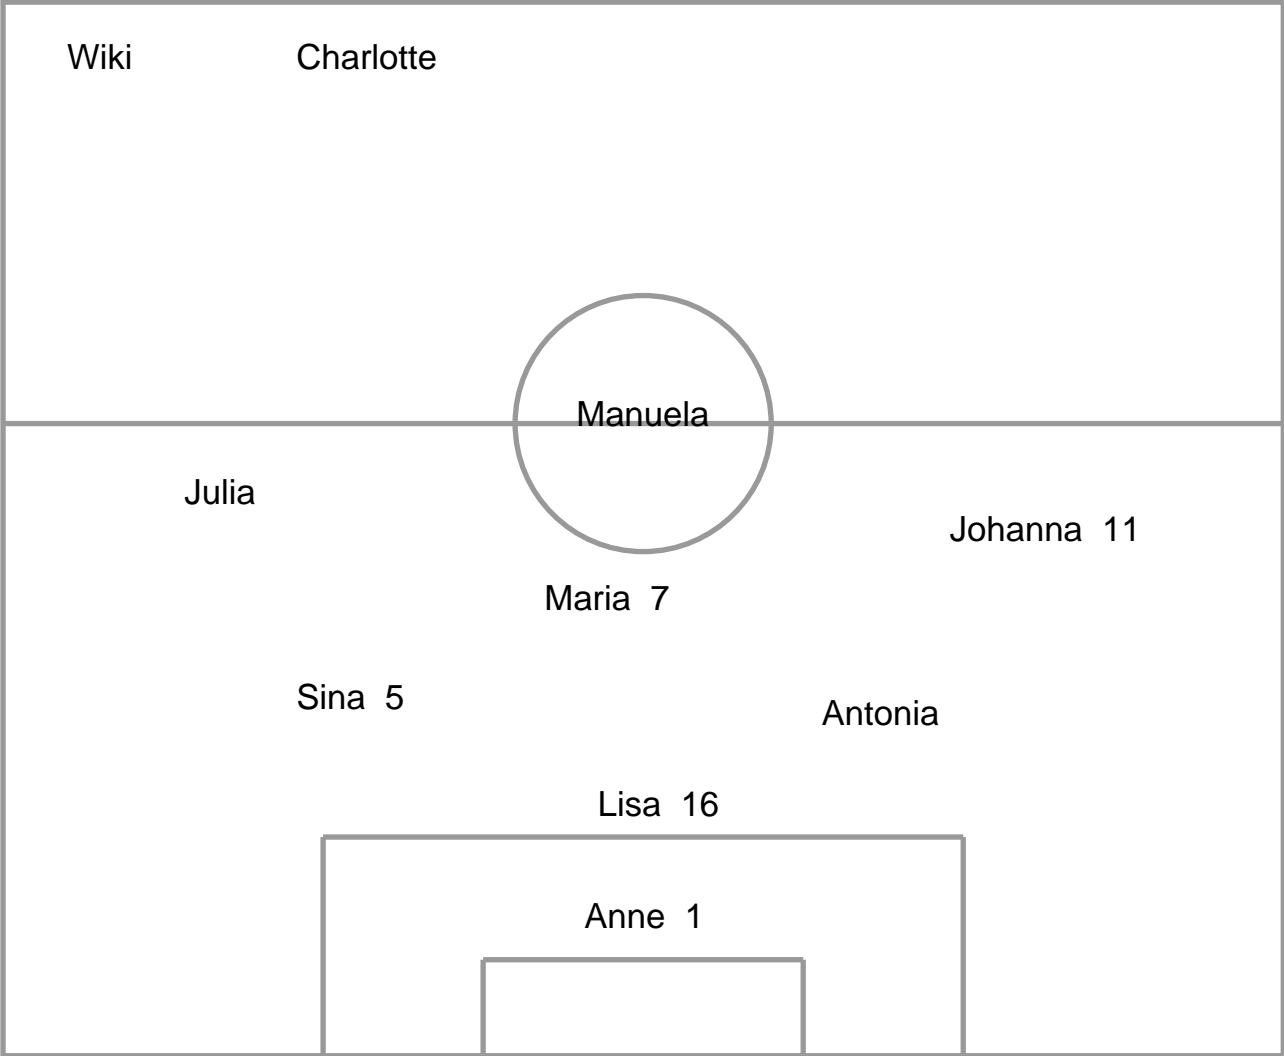 Wiki Charlotte
Manuela
Julia
Johanna 11
Maria 7
Sina 5
Antonia
Lisa 16
Anne 1